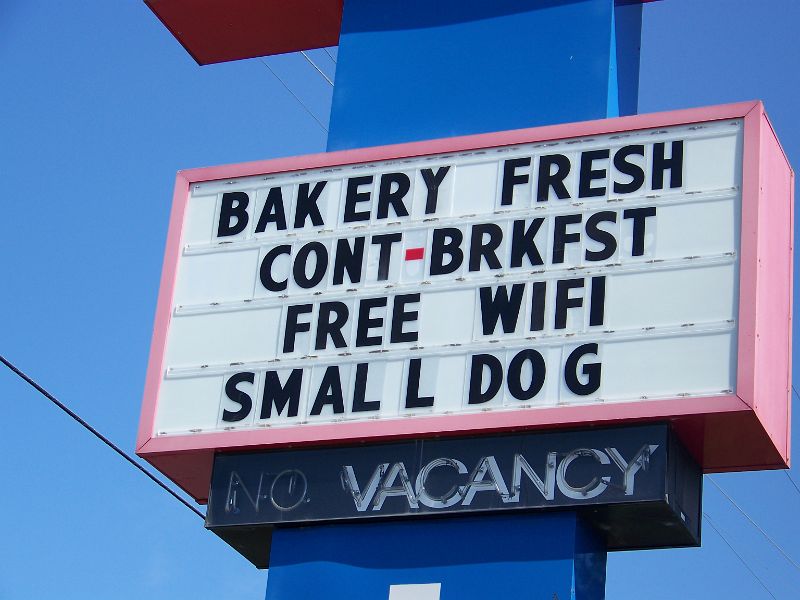 BAKERY FRESH
CONT-BRKFST
FREE WIFI
SMALL DOG
NO VACANCY